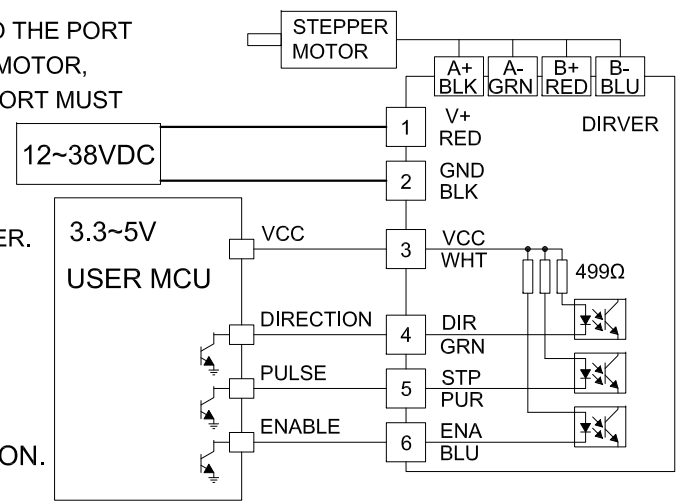 O THE PORT
MOTOR,
ORT MUST
ER.
ON.
STEPPER
MOTOR
A+
BLK
A-
GRN
B+
RED
B-
BLU
DIRVER
12~38VDC
1
V+
RED
2
GND
BLK
3.3~5V
USER MCU
VCC
3
VCC
WHT
499Ω
DIRECTION
4
DIR
GRN
PULSE
5
STP
PUR
ENABLE
6
ENA
BLU